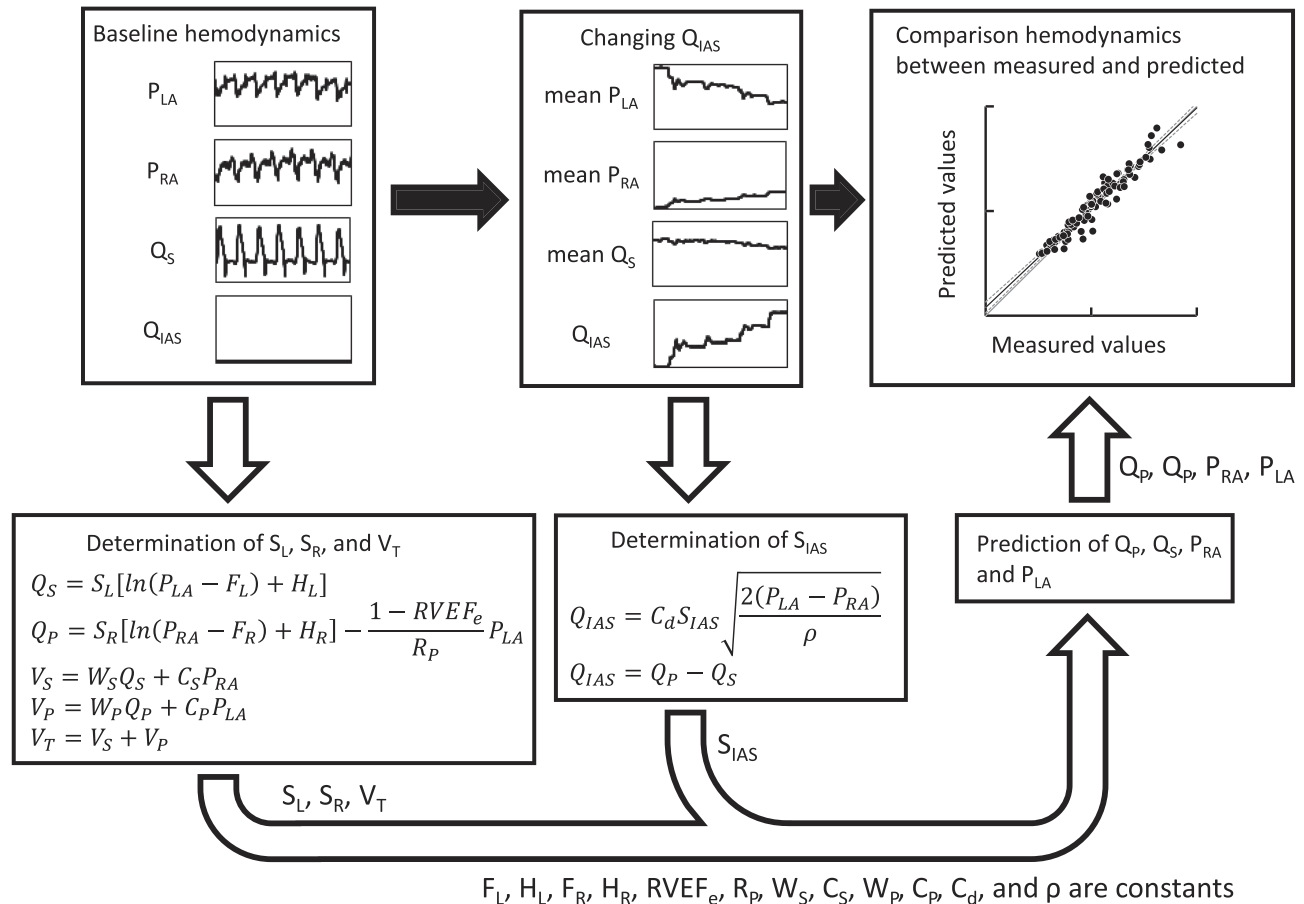 Baseline hemodynamics
P_LA
P_RA
Q_S
Q_IAS
Changing Q_IAS
mean P_LA
mean P_RA
mean Q_S
Q_IAS
Comparison hemodynamics
between measured and predicted
Predicted values
Measured values
Q_P, Q_P, P_RA, P_LA
Determination of S_L, S_R, and V_T
Q_S = S_L[ln(P_LA − F_L) + H_L]
Q_P = S_R[ln(P_RA − F_R) + H_R] − \frac{1 − RVEF_e}{R_P} P_LA
V_S = W_S Q_S + C_S P_RA
V_P = W_P Q_P + C_P P_LA
V_T = V_S + V_P
Determination of S_IAS
Q_IAS = C_d S_IAS \sqrt{\frac{2(P_LA − P_RA)}{ρ}}
Q_IAS = Q_P − Q_S
Prediction of Q_P, Q_S, P_RA
and P_LA
S_IAS
S_L, S_R, V_T
F_L, H_L, F_R, H_R, RVEF_e, R_P, W_S, C_S, W_P, C_P, C_d, and ρ are constants